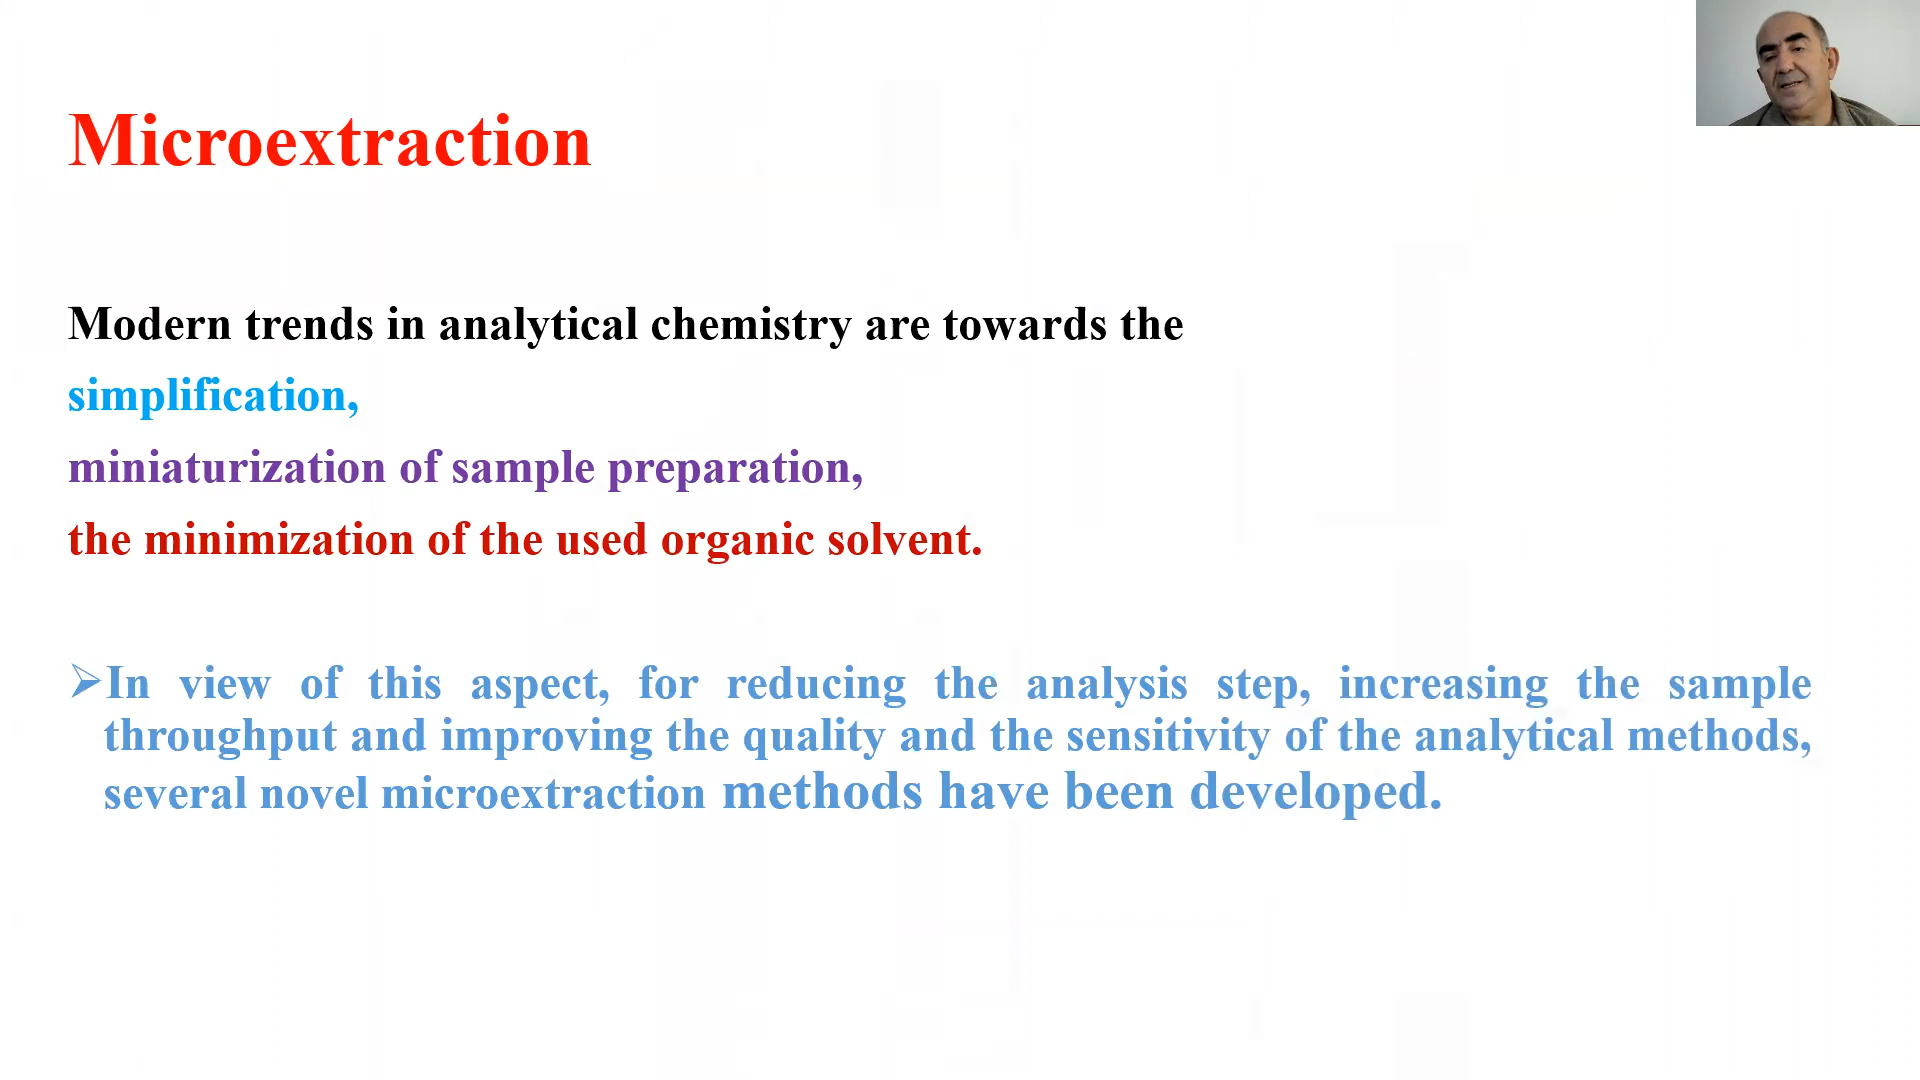 Microextraction
Modern trends in analytical chemistry are towards the
simplification,
miniaturization of sample preparation,
the minimization of the used organic solvent.
➢In view of this aspect, for reducing the analysis step, increasing the sample
throughput and improving the quality and the sensitivity of the analytical methods,
several novel microextraction methods have been developed.